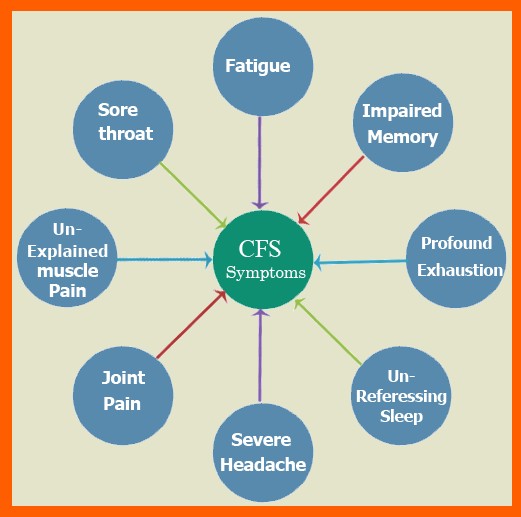 Fatigue
Impaired
Memory
Profound
Exhaustion
Un-
Referessing
Sleep
Severe
Headache
Joint
Pain
Un-
Explained
muscle
Pain
Sore
throat
CFS
Symptoms